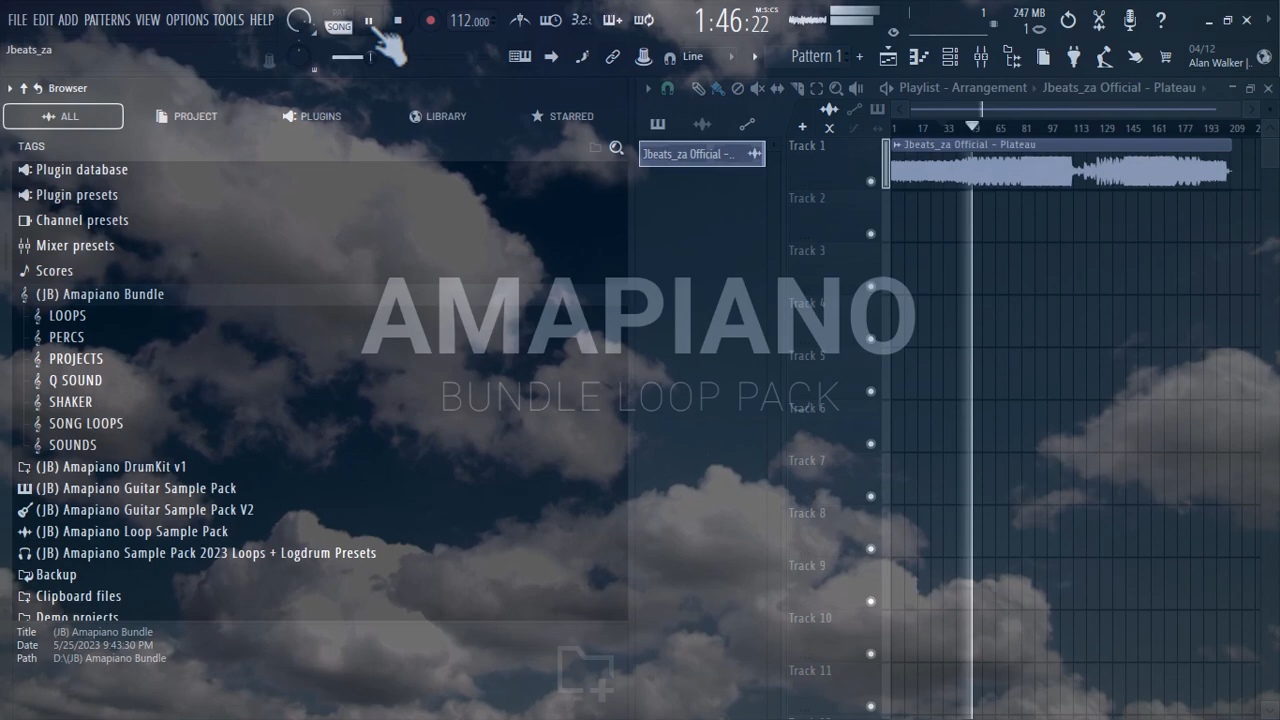 FILE EDIT ADD PATTERNS VIEW OPTIONS TOOLS HELP
PAT
SONG
112.000
1:46:22
M:S:CS
1
247 MB
1
Jbeats_za
Line
Pattern 1
04/12
Alan Walker |
Browser
Playlist - Arrangement
Jbeats_za Official - Plateau
ALL
PROJECT
PLUGINS
LIBRARY
STARRED
1 17 33 65 81 97 113 129 145 161 177 193 209
TAGS
Jbeats_za Official -..
Track 1
Jbeats_za Official - Plateau
Plugin database
Plugin presets
Track 2
Channel presets
Mixer presets
Track 3
Scores
(JB) Amapiano Bundle
Track 4
LOOPS
AMAPIANO
PERCS
PROJECTS
Track 5
Q SOUND
BUNDLE LOOP PACK
SHAKER
Track 6
SONG LOOPS
SOUNDS
Track 7
(JB) Amapiano DrumKit v1
(JB) Amapiano Guitar Sample Pack
(JB) Amapiano Guitar Sample Pack V2
Track 8
(JB) Amapiano Loop Sample Pack
(JB) Amapiano Sample Pack 2023 Loops + Logdrum Presets
Track 9
Backup
Clipboard files
Demo projects
Track 10
Title (JB) Amapiano Bundle
Date 5/25/2023 9:43:30 PM
Path D:\(JB) Amapiano Bundle
Track 11